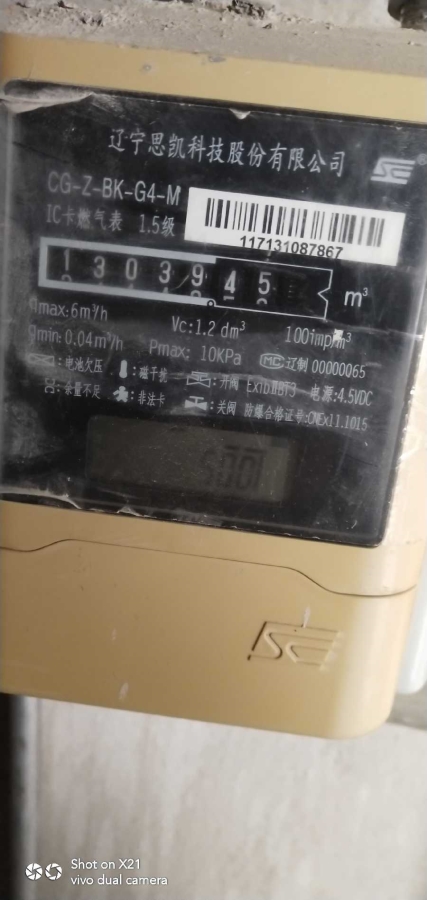 辽宁思凯科技股份有限公司
CG-Z-BK-G4-M
IC卡燃气表 1.5级
117131087867
1303945 m³
qmax:6m³/h Vc:1.2 dm³ 100imp/m³
qmin:0.04m³/h Pmax: 10KPa MC 辽制 00000065
:电池欠压 :磁干扰 :开阀 ExibⅡBT3 电源:4.5VDC
:余量不足 :非法卡 :关阀 防爆合格证号:CNEx11.1015
Shot on X21
vivo dual camera